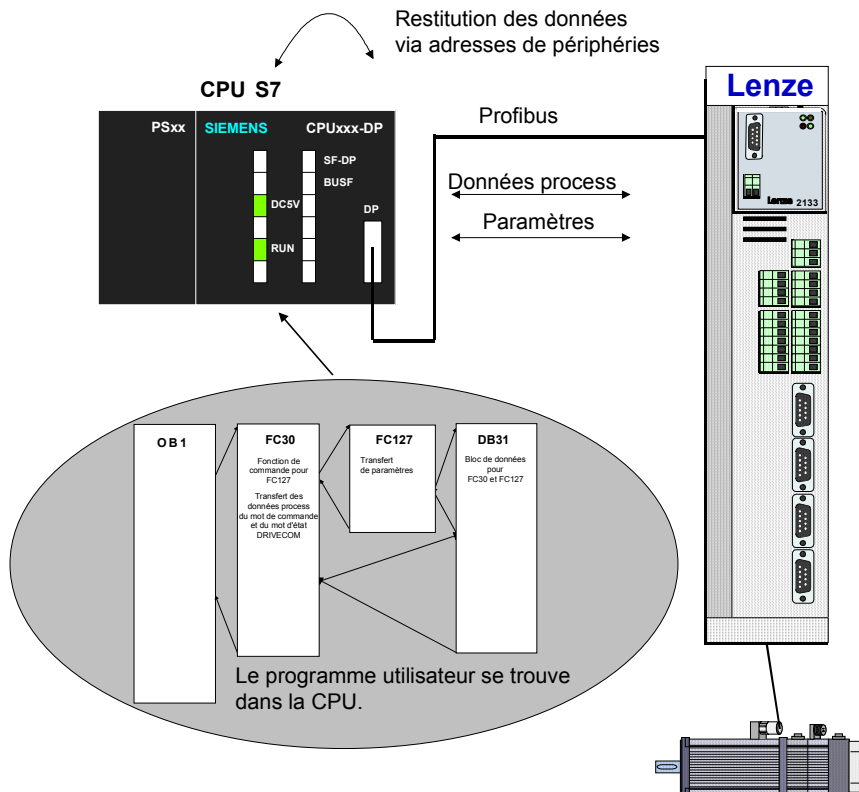 Restitution des données
via adresses de périphéries
CPU S7
PSxx
SIEMENS
CPUxxx-DP
SF-DP
BUSF
DC5V
DP
RUN
Profibus
Données process
Paramètres
Lenze
Lenze 2133
OB1
FC30
Fonction de
commande pour
FC127
Transfert des
données process
du mot de commande
et du mot d'état
DRIVECOM
FC127
Transfert
de paramètres
DB31
Bloc de données
pour
FC30 et FC127
Le programme utilisateur se trouve
dans la CPU.